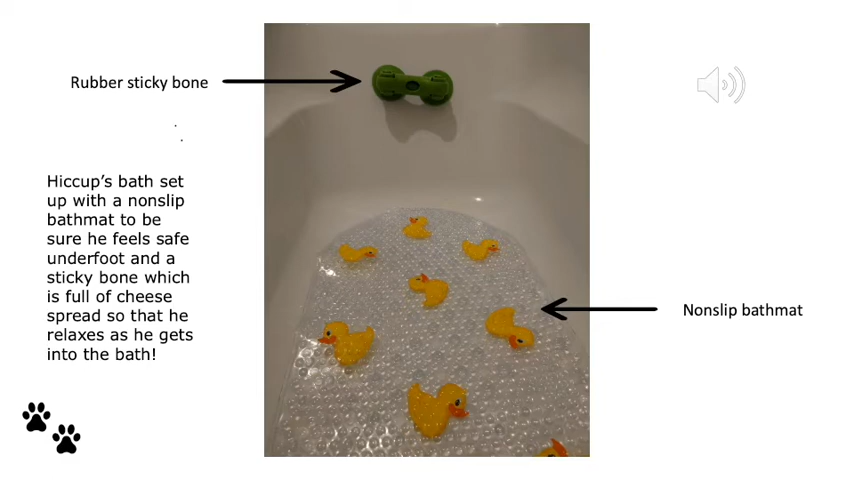 Rubber sticky bone
Hiccup's bath set
up with a nonslip
bathmat to be
sure he feels safe
underfoot and a
sticky bone which
is full of cheese
spread so that he
relaxes as he gets
into the bath!
Nonslip bathmat